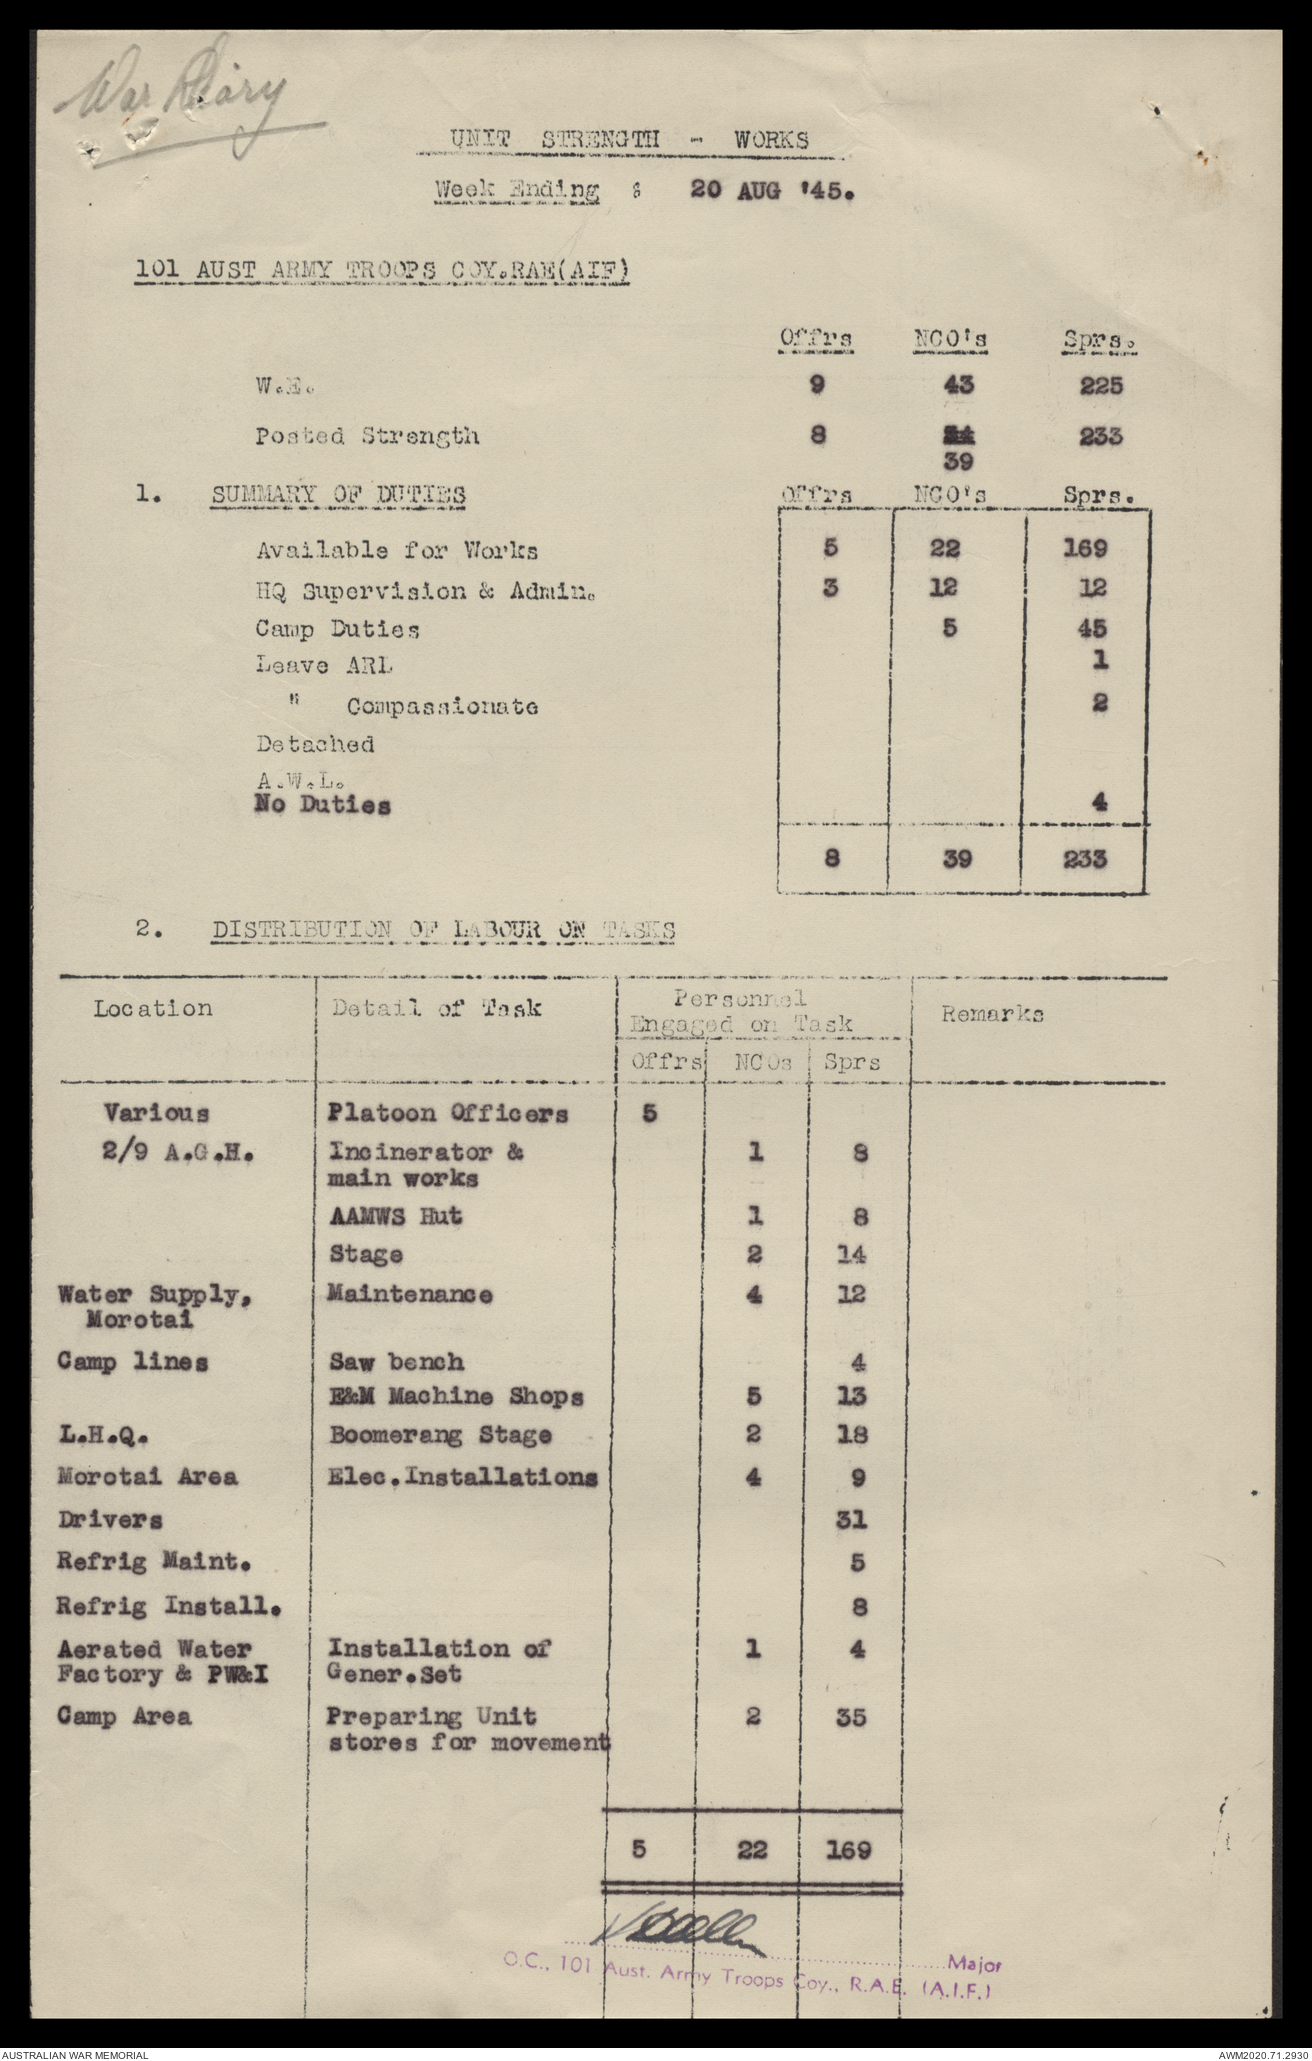 War Diary
UNIT STRENGTH - WORKS
Week Ending : 20 AUG '45.
101 AUST ARMY TROOPS COY.RAE(AIF)
Offrs NCO's Sprs.
W.E. 9 43 225
Posted Strength 8 233
39
1. SUMMARY OF DUTIES Offrs NCO's Sprs.
Available for Works 5 22 169
HQ Supervision & Admin. 3 12 12
Camp Duties 5 45
Leave ARL 1
" Compassionate 2
Detached
A.W.L.
No Duties 4
8 39 233
2. DISTRIBUTION OF LABOUR ON TASKS
Location Detail of Task Personnel Engaged on Task Remarks
Offrs NCOs Sprs
Various Platoon Officers 5
2/9 A.G.H. Incinerator & 1 8
main works
AAMWS Hut 1 8
Stage 2 14
Water Supply, Maintenance 4 12
Morotai
Camp lines Saw bench 4
E&M Machine Shops 5 13
L.H.Q. Boomerang Stage 2 18
Morotai Area Elec.Installations 4 9
Drivers 31
Refrig Maint. 5
Refrig Install. 8
Aerated Water Installation of 1 4
Factory & PW&I Gener.Set
Camp Area Preparing Unit 2 35
stores for movement
5 22 169
Major
O.C., 101 Aust. Army Troops Coy., R.A.E. (A.I.F.)
AUSTRALIAN WAR MEMORIAL AWM2020.71.2930